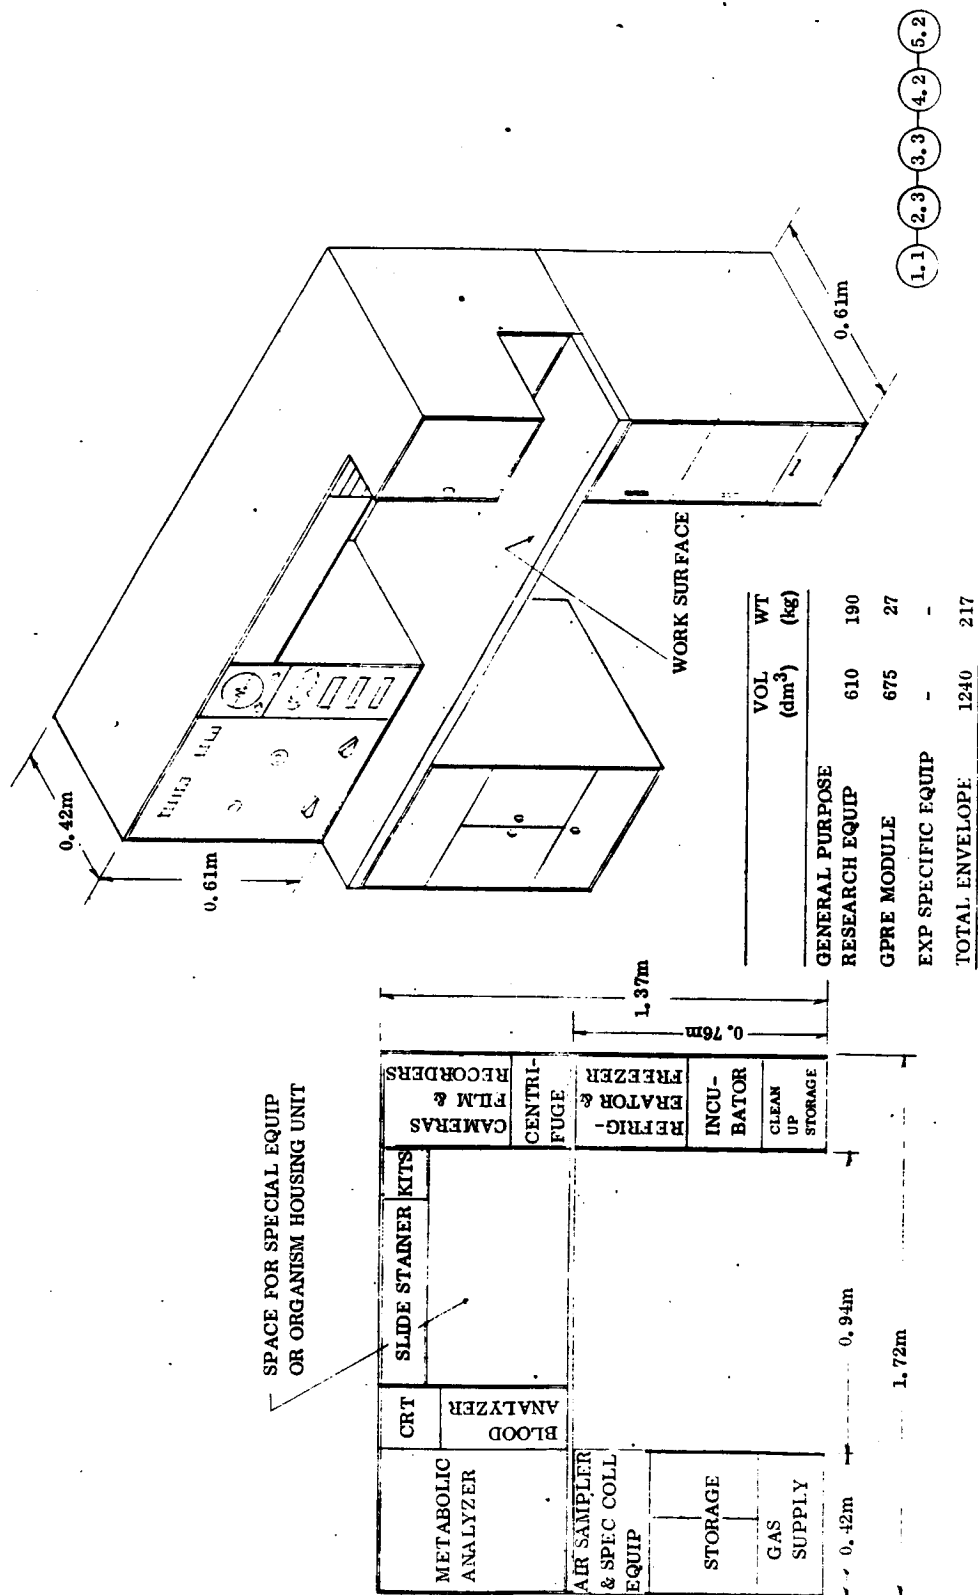 SPACE FOR SPECIAL EQUIP
OR ORGANISM HOUSING UNIT
METABOLIC
ANALYZER
CRT
BLOOD
ANALYZER
SLIDE STAINER
KITS
CAMERAS
FILM &
RECORDERS
CENTRI-
FUGE
AIR SAMPLER
& SPEC COLL
EQUIP
STORAGE
GAS
SUPPLY
REFRIG-
ERATOR &
FREEZER
INCU-
BATOR
CLEAN
UP
STORAGE
1.37m
0.76m
0.42m
0.94m
1.72m
0.42m
0.61m
WORK SURFACE
0.61m
VOL WT
(dm³) (kg)
GENERAL PURPOSE
RESEARCH EQUIP 610 190
GPRE MODULE 675 27
EXP SPECIFIC EQUIP - -
TOTAL ENVELOPE 1240 217
1.1 2.3 3.3 4.2 5.2